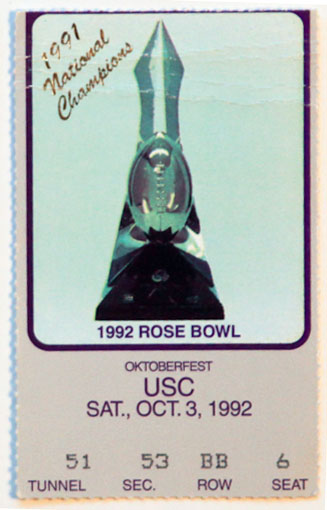 1991
National
Champions
1992 ROSE BOWL
OKTOBERFEST
USC
SAT., OCT. 3, 1992
51 53 BB 6
TUNNEL SEC. ROW SEAT